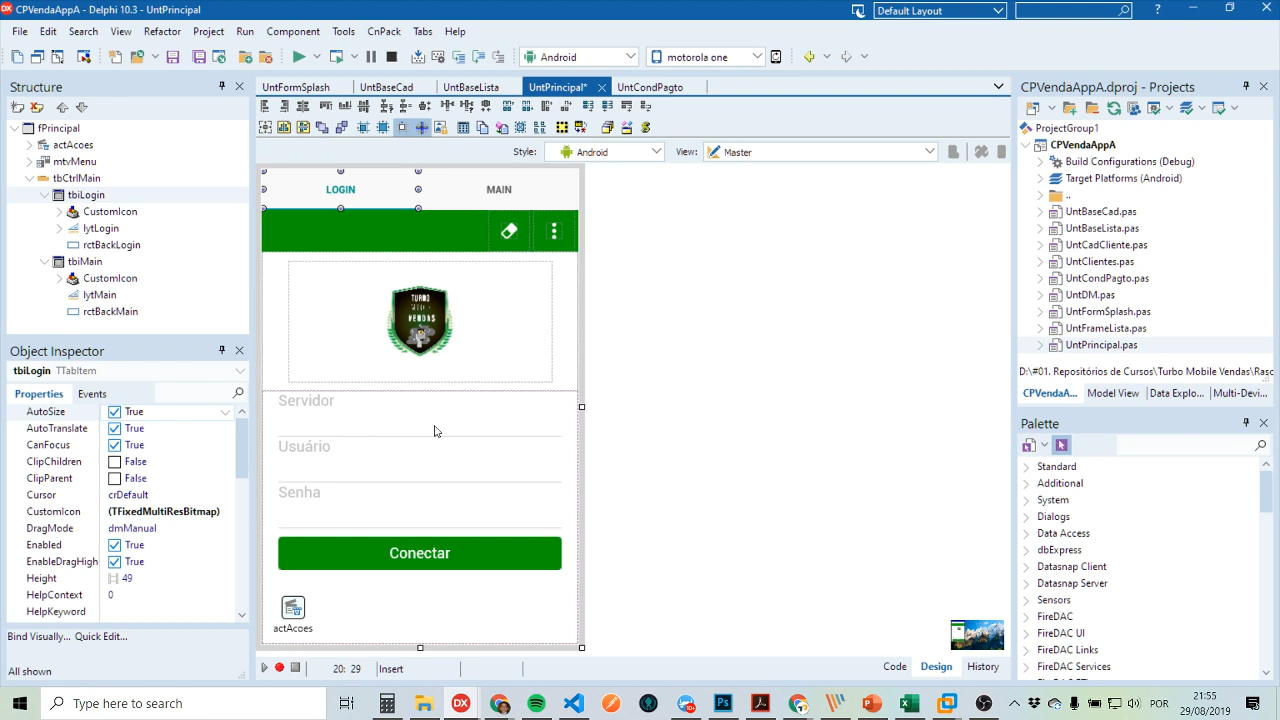 CPVendaAppA - Delphi 10.3 - UntPrincipal
Default Layout
File Edit Search View Refactor Project Run Component Tools CnPack Tabs Help
Android
motorola one
Structure
fPrincipal
actAcoes
mtvMenu
tbCtrlMain
tbiLogin
CustomIcon
lytLogin
rctBackLogin
tbiMain
CustomIcon
lytMain
rctBackMain
Object Inspector
tbiLogin TTabItem
Properties Events
AutoSize True
AutoTranslate True
CanFocus True
ClipChildren False
ClipParent False
Cursor crDefault
CustomIcon (TFixedMultiResBitmap)
DragMode dmManual
Enabled True
EnableDragHigh True
Height 49
HelpContext 0
HelpKeyword
Bind Visually... Quick Edit...
All shown
UntFormSplash UntBaseCad UntBaseLista UntPrincipal* UntCondPagto
Style: Android View: Master
LOGIN MAIN
TURBO
VENDAS
Servidor
Usuário
Senha
Conectar
actAcoes
20: 29 Insert
Code Design History
CPVendaAppA.dproj - Projects
ProjectGroup1
CPVendaAppA
Build Configurations (Debug)
Target Platforms (Android)
..
UntBaseCad.pas
UntBaseLista.pas
UntCadCliente.pas
UntClientes.pas
UntCondPagto.pas
UntDM.pas
UntFormSplash.pas
UntFrameLista.pas
UntPrincipal.pas
D:\#01. Repositórios de Cursos\Turbo Mobile Vendas\Rasc
CPVendaA... Model View Data Explo... Multi-Devi...
Palette
Standard
Additional
System
Dialogs
Data Access
dbExpress
Datasnap Client
Datasnap Server
Sensors
FireDAC
FireDAC UI
FireDAC Links
FireDAC Services
Type here to search
POR
21:55
29/08/2019